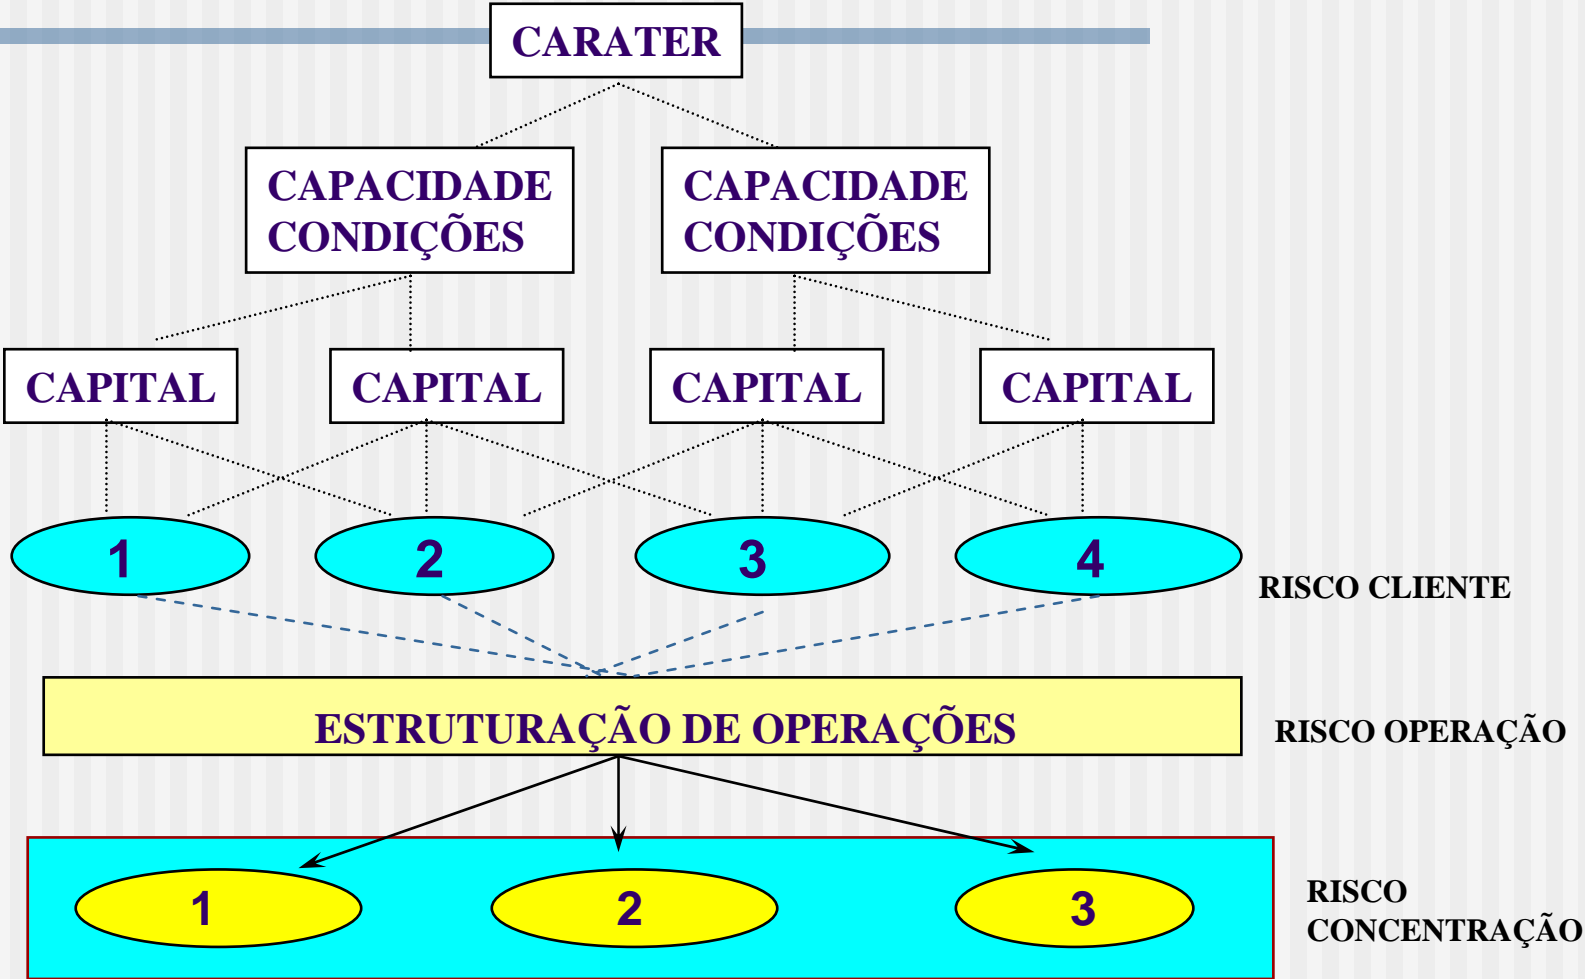 CARATER
CAPACIDADE
CONDIÇÕES
CAPACIDADE
CONDIÇÕES
CAPITAL
CAPITAL
CAPITAL
CAPITAL
1
2
3
4
RISCO CLIENTE
ESTRUTURAÇÃO DE OPERAÇÕES
RISCO OPERAÇÃO
1
2
3
RISCO
CONCENTRAÇÃO